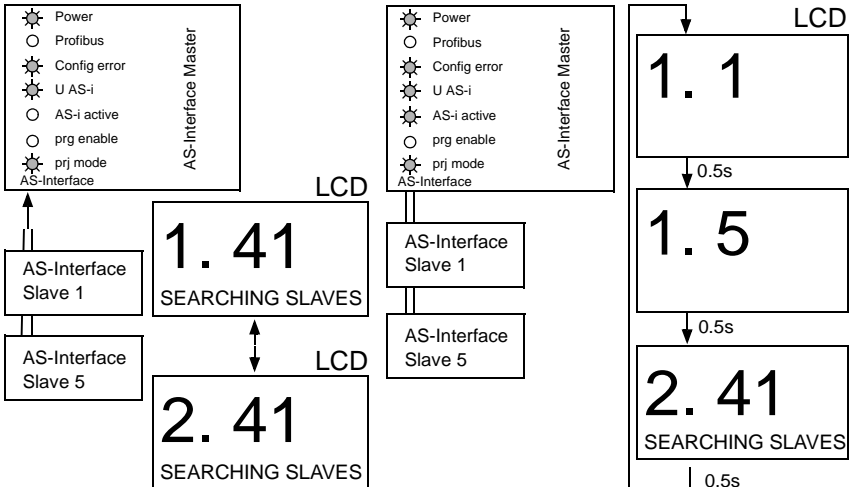 Power
Profibus
Config error
U AS-i
AS-i active
prg enable
prj mode
AS-Interface
AS-Interface Master
AS-Interface
Slave 1
AS-Interface
Slave 5
LCD
1. 41
SEARCHING SLAVES
LCD
2. 41
SEARCHING SLAVES
Power
Profibus
Config error
U AS-i
AS-i active
prg enable
prj mode
AS-Interface
AS-Interface Master
AS-Interface
Slave 1
AS-Interface
Slave 5
LCD
1. 1
0.5s
1. 5
0.5s
2. 41
SEARCHING SLAVES
0.5s